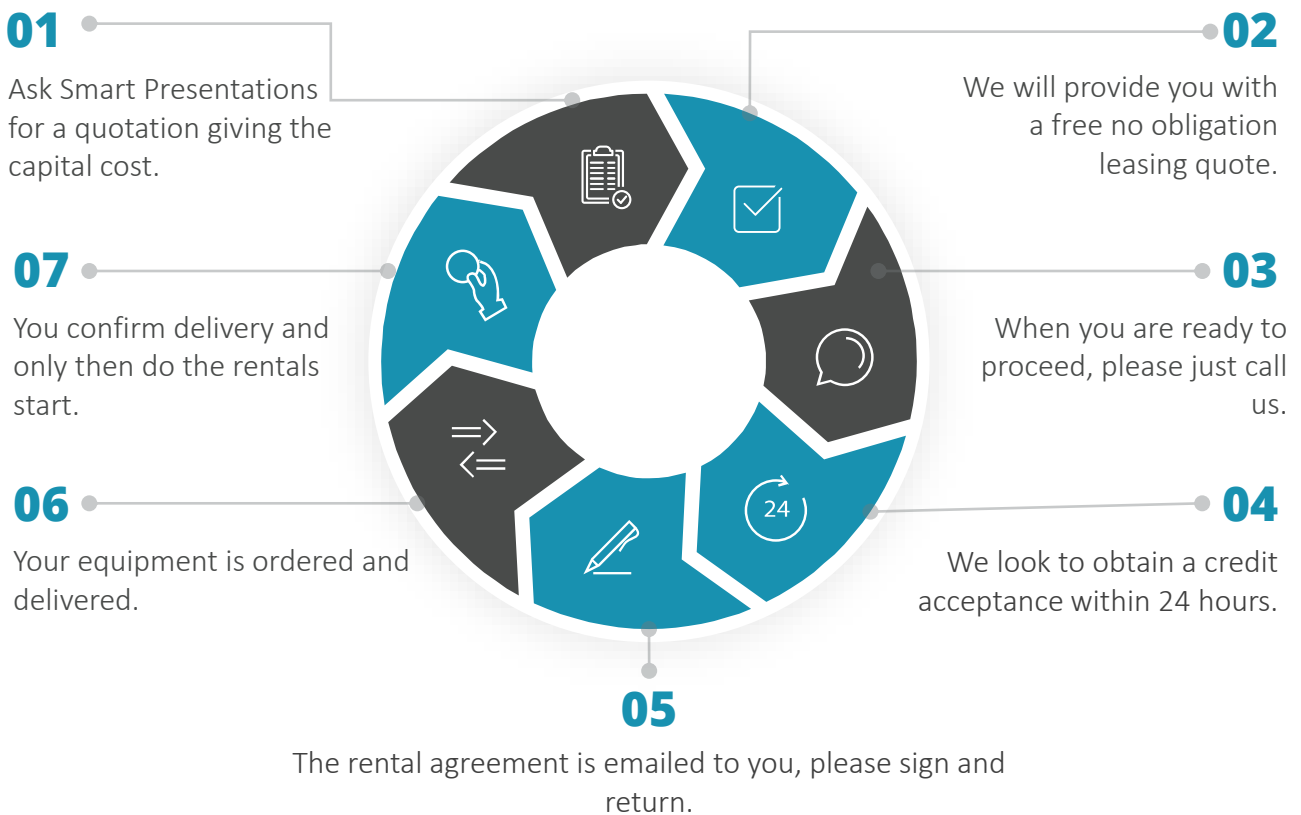 01
Ask Smart Presentations
for a quotation giving the
capital cost.
02
We will provide you with
a free no obligation
leasing quote.
03
When you are ready to
proceed, please just call
us.
04
We look to obtain a credit
acceptance within 24 hours.
24
05
The rental agreement is emailed to you, please sign and
return.
06
Your equipment is ordered and
delivered.
07
You confirm delivery and
only then do the rentals
start.